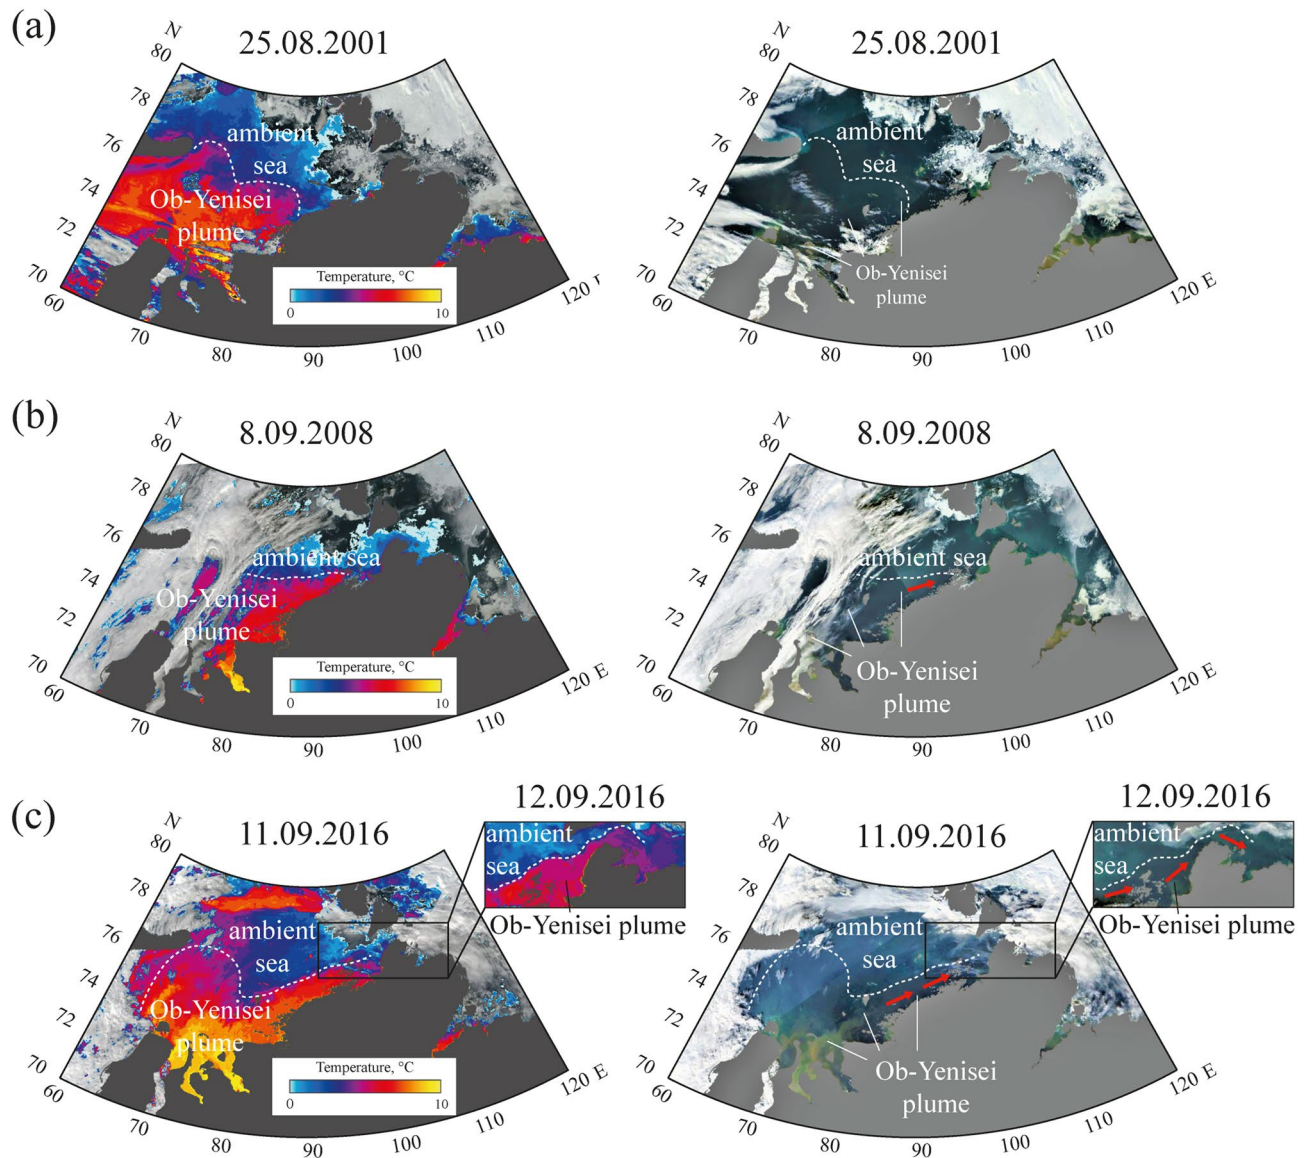 (a)
25.08.2001
25.08.2001
N
80
78
76
74
72
70
60
70
80
90
100
110
120
ambient
sea
Ob-Yenisei
plume
Temperature, °C
0
10
N
80
78
76
74
72
70
60
70
80
90
100
110
120 E
ambient
sea
Ob-Yenisei
plume
(b)
8.09.2008
8.09.2008
N
80
78
76
74
72
70
60
70
80
90
100
110
120 E
ambient sea
Ob-Yenisei
plume
Temperature, °C
0
10
N
80
78
76
74
72
70
60
70
80
90
100
110
120 E
ambient sea
Ob-Yenisei
plume
(c)
11.09.2016
12.09.2016
ambient
sea
Ob-Yenisei plume
11.09.2016
12.09.2016
ambient
sea
Ob-Yenisei plume
N
80
78
76
74
72
70
60
70
80
90
100
110
120 E
ambient
sea
Ob-Yenisei
plume
Temperature, °C
0
10
N
80
78
76
74
72
70
60
70
80
90
100
110
120 E
ambient
sea
Ob-Yenisei
plume